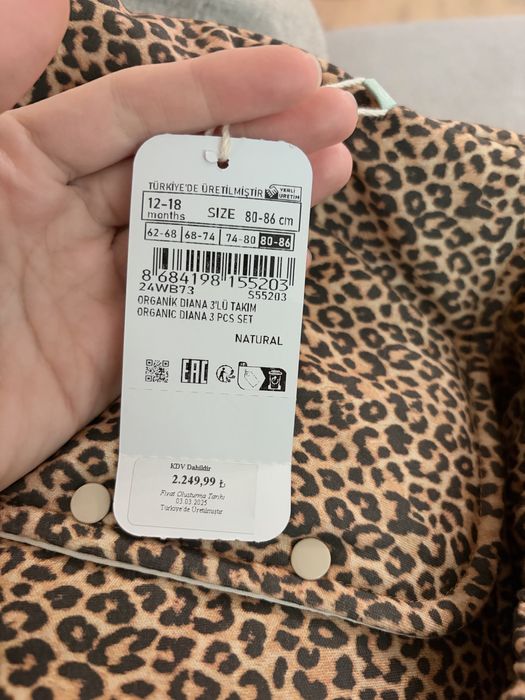 TÜRKİYE'DE ÜRETİLMİŞTİR YERLİ ÜRETİM
12-18 months SIZE 80-86 cm
62-68 68-74 74-80 80-86
8 684198 155203
24WB73 S55203
ORGANİK DIANA 3'LÜ TAKIM
ORGANIC DIANA 3 PCS SET
NATURAL
EAC
KDV Dahildir
2.249,99 ₺
Fiyat Oluşturma Tarihi
03.03.2025
Türkiye'de Üretilmiştir